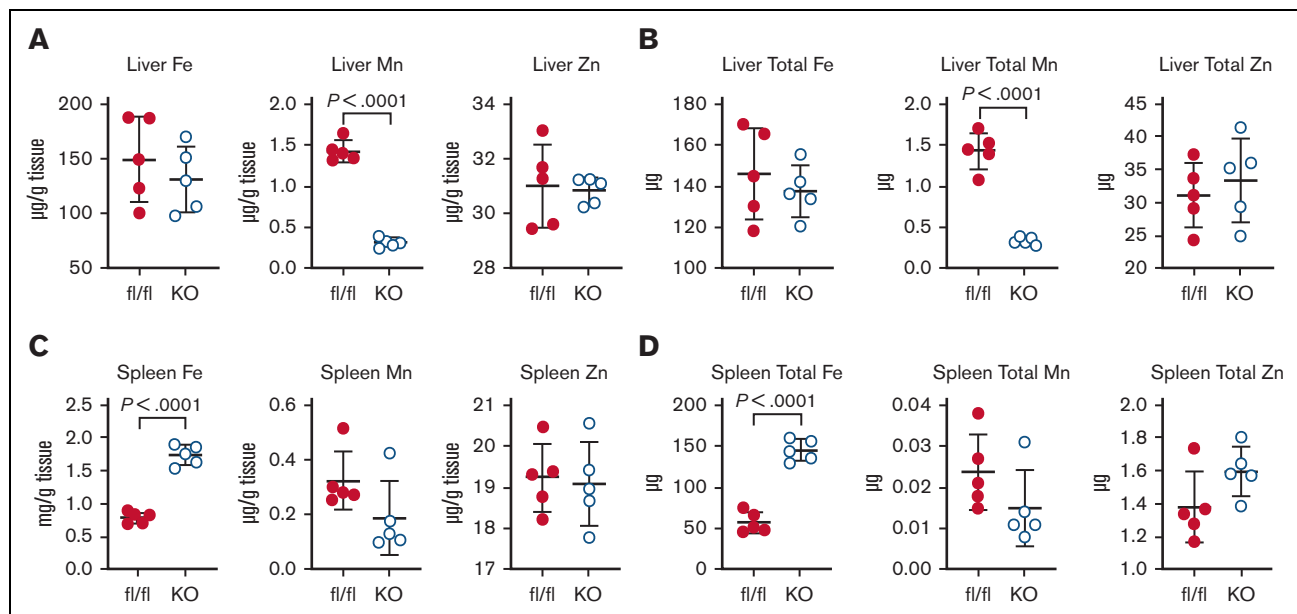 A
B
Liver Fe
Liver Mn
Liver Zn
Liver Total Fe
Liver Total Mn
Liver Total Zn
µg/g tissue
200
150
100
50
fl/fl KO
µg/g tissue
2.0
1.5
1.0
0.5
0.0
P < .0001
fl/fl KO
µg/g tissue
34
32
30
28
fl/fl KO
µg
180
160
140
120
100
fl/fl KO
µg
2.0
1.5
1.0
0.5
0.0
P < .0001
fl/fl KO
µg
45
40
35
30
25
20
fl/fl KO
C
D
Spleen Fe
Spleen Mn
Spleen Zn
Spleen Total Fe
Spleen Total Mn
Spleen Total Zn
mg/g tissue
2.5
2.0
1.5
1.0
0.5
0.0
P < .0001
fl/fl KO
µg/g tissue
0.6
0.4
0.2
0.0
fl/fl KO
µg/g tissue
21
20
19
18
17
fl/fl KO
µg
200
150
100
50
0
P < .0001
fl/fl KO
µg
0.04
0.03
0.02
0.01
0.00
fl/fl KO
µg
2.0
1.8
1.6
1.4
1.2
1.0
fl/fl KO